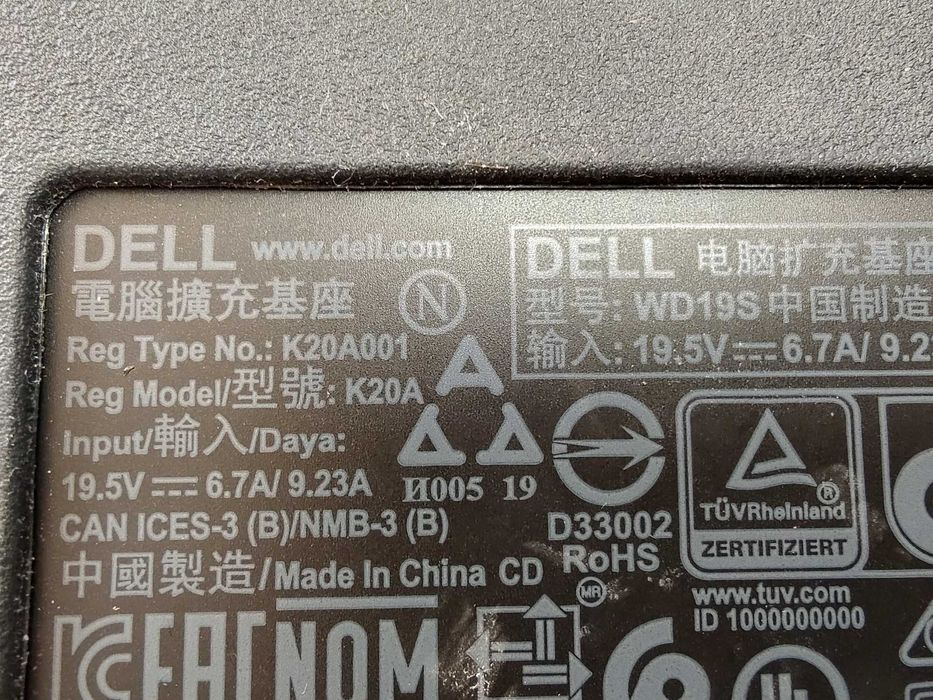 DELL www.dell.com
電腦擴充基座 N
Reg Type No.: K20A001
Reg Model/型號: K20A
Input/輸入/Daya:
19.5V⎓6.7A/ 9.23A
CAN ICES-3 (B)/NMB-3 (B)
中國製造/Made In China CD
И005 19
DELL 电脑扩充基座
型号: WD19S 中国制造
输入: 19.5V⎓6.7A/ 9.2
D33002
RoHS
TÜVRheinland
ZERTIFIZIERT
www.tuv.com
ID 1000000000
MR
EAC NOM